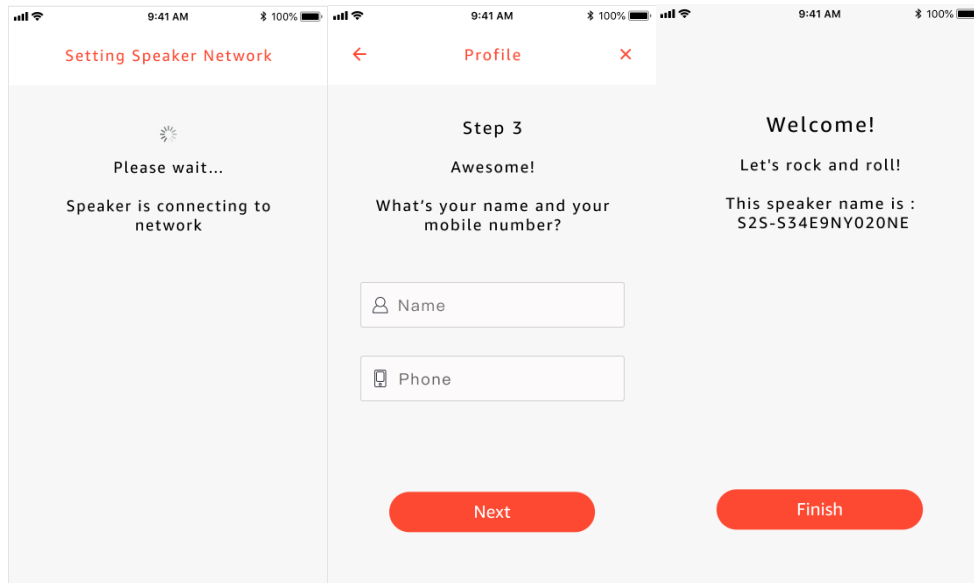 9:41 AM
100%
Setting Speaker Network
Please wait...
Speaker is connecting to
network
9:41 AM
100%
Profile
Step 3
Awesome!
What's your name and your
mobile number?
Name
Phone
Next
9:41 AM
100%
Welcome!
Let's rock and roll!
This speaker name is :
S2S-S34E9NY020NE
Finish